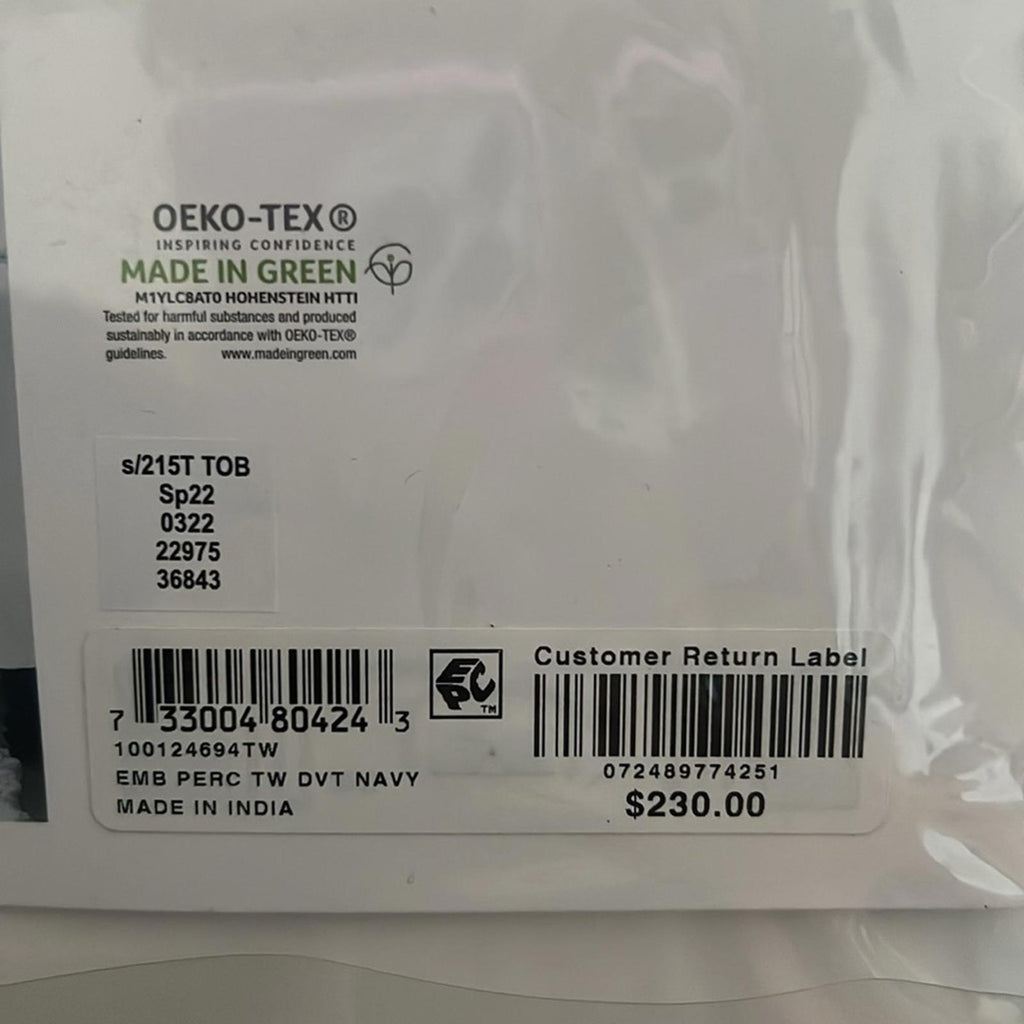 OEKO-TEX®
INSPIRING CONFIDENCE
MADE IN GREEN
M1YLC8AT0 HOHENSTEIN HTTI
Tested for harmful substances and produced
sustainably in accordance with OEKO-TEX®
guidelines. www.madeingreen.com
s/215T TOB
Sp22
0322
22975
36843
7 33004 80424 3
100124694TW
EMB PERC TW DVT NAVY
MADE IN INDIA
EPC™
Customer Return Label
072489774251
$230.00